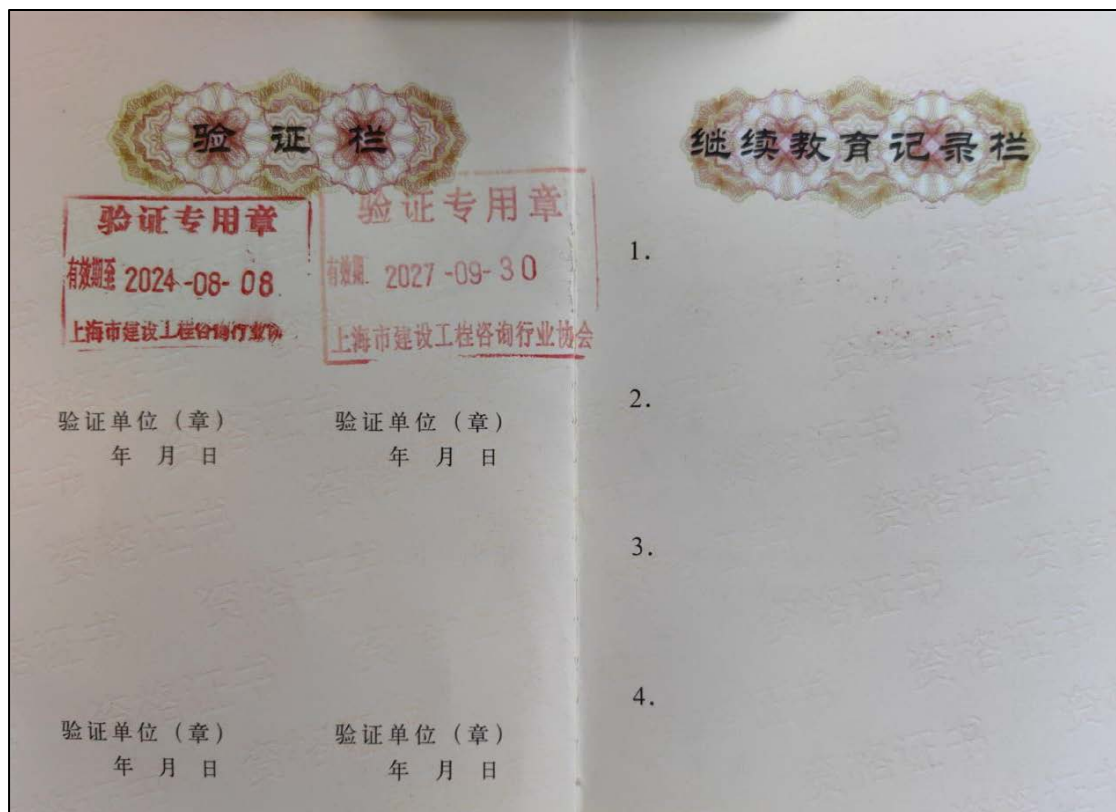 验证栏
验证专用章
有效期至 2024-08-08
上海市建设工程咨询行业协
验证专用章
有效期 2027-09-30
上海市建设工程咨询行业协会
验证单位（章）
年 月 日
验证单位（章）
年 月 日
验证单位（章）
年 月 日
验证单位（章）
年 月 日
继续教育记录栏
1.
2.
3.
4.
资格证书